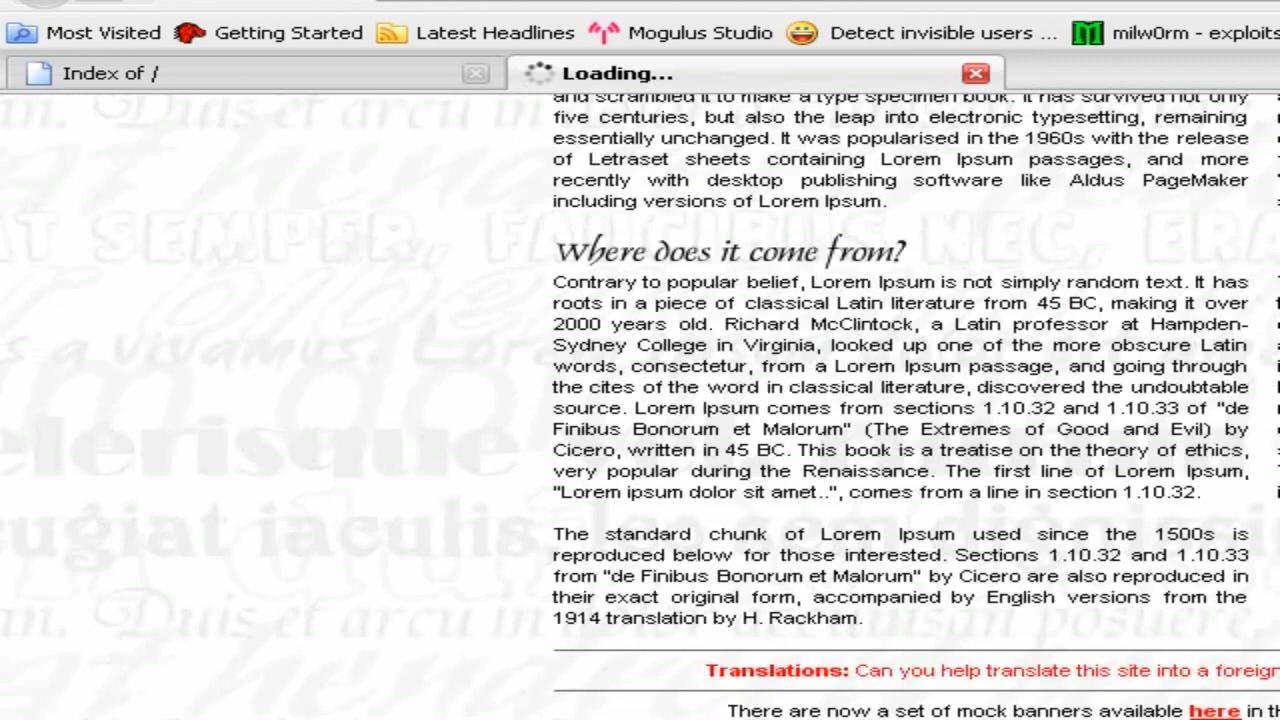 Most Visited Getting Started Latest Headlines Mogulus Studio Detect invisible users ... milw0rm - exploits
Index of / Loading...
and scrambled it to make a type specimen book. It has survived not only
five centuries, but also the leap into electronic typesetting, remaining
essentially unchanged. It was popularised in the 1960s with the release
of Letraset sheets containing Lorem Ipsum passages, and more
recently with desktop publishing software like Aldus PageMaker
including versions of Lorem Ipsum.
Where does it come from?
Contrary to popular belief, Lorem Ipsum is not simply random text. It has
roots in a piece of classical Latin literature from 45 BC, making it over
2000 years old. Richard McClintock, a Latin professor at Hampden-
Sydney College in Virginia, looked up one of the more obscure Latin
words, consectetur, from a Lorem Ipsum passage, and going through
the cites of the word in classical literature, discovered the undoubtable
source. Lorem Ipsum comes from sections 1.10.32 and 1.10.33 of "de
Finibus Bonorum et Malorum" (The Extremes of Good and Evil) by
Cicero, written in 45 BC. This book is a treatise on the theory of ethics,
very popular during the Renaissance. The first line of Lorem Ipsum,
"Lorem ipsum dolor sit amet..", comes from a line in section 1.10.32.
The standard chunk of Lorem Ipsum used since the 1500s is
reproduced below for those interested. Sections 1.10.32 and 1.10.33
from "de Finibus Bonorum et Malorum" by Cicero are also reproduced in
their exact original form, accompanied by English versions from the
1914 translation by H. Rackham.
Translations: Can you help translate this site into a foreign
There are now a set of mock banners available here in